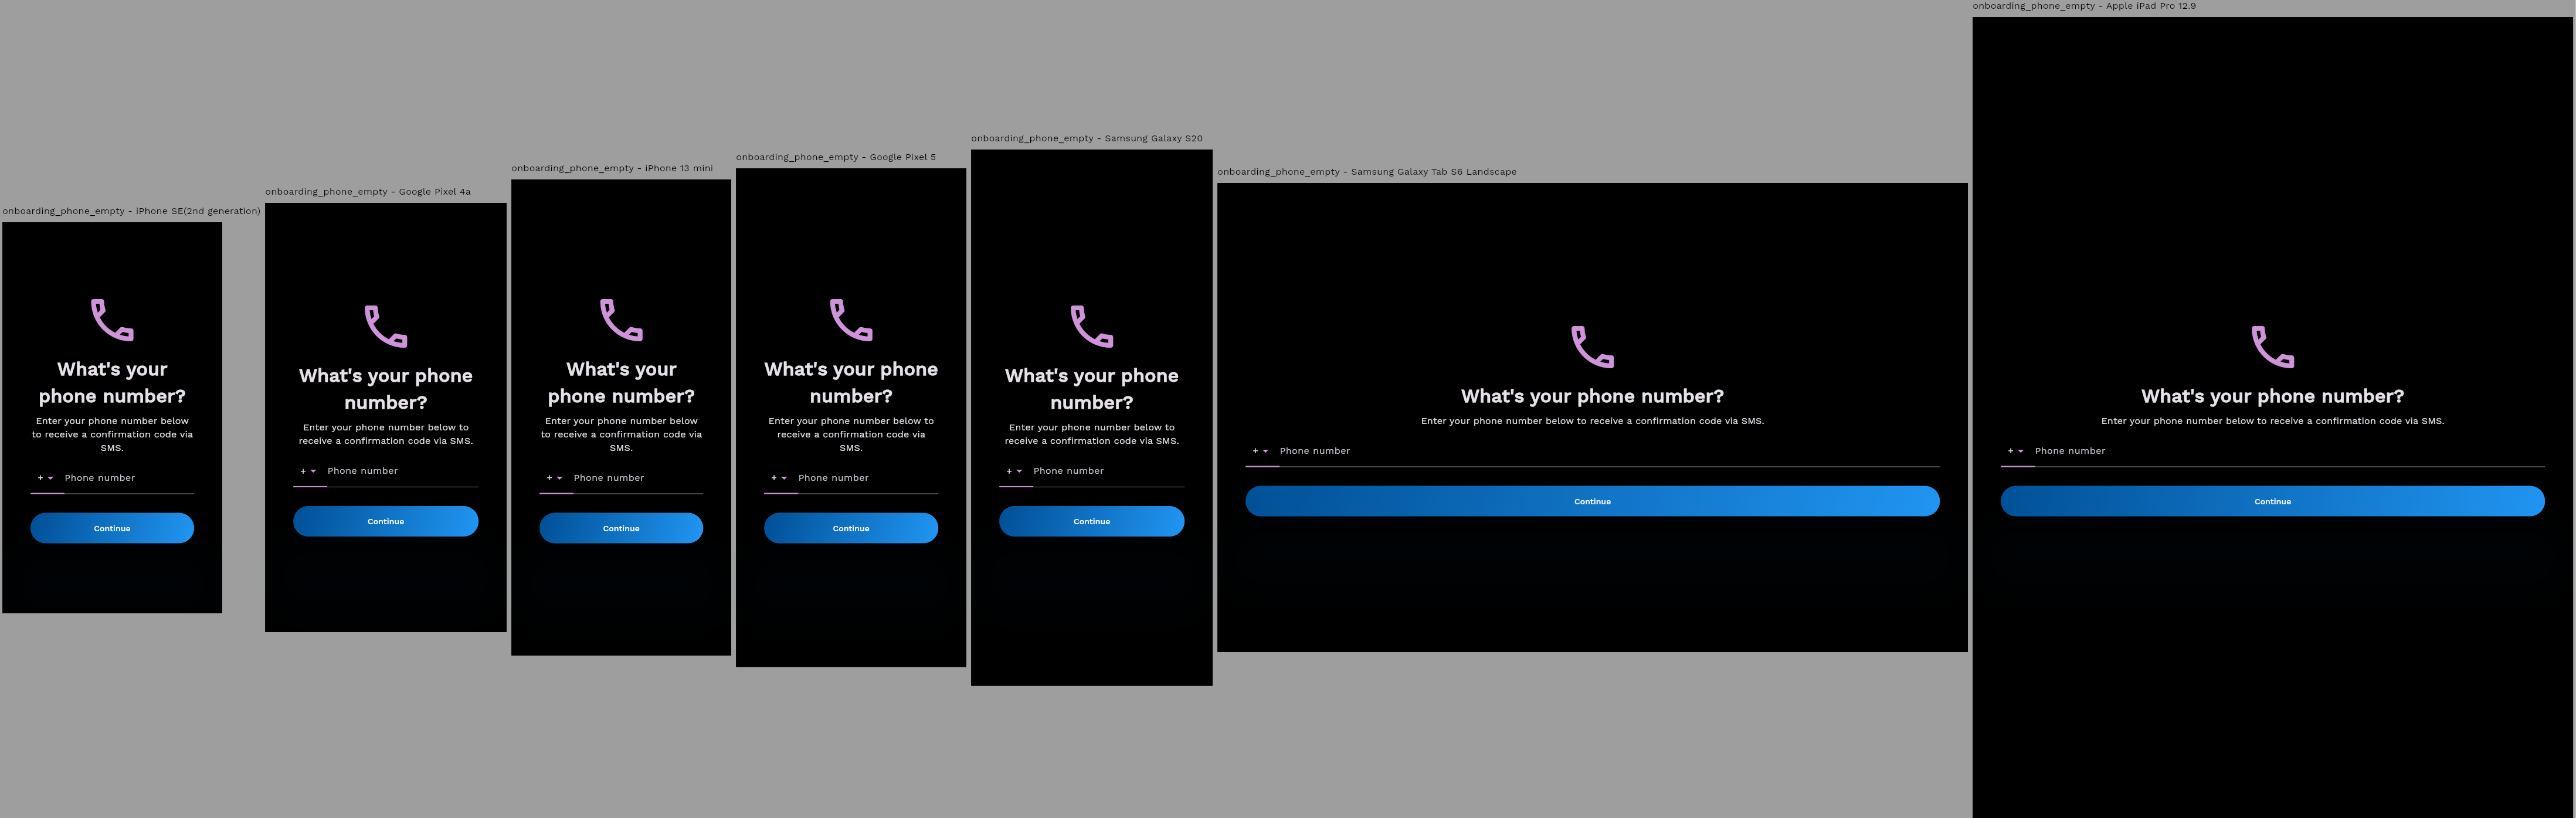 onboarding_phone_empty - iPhone SE(2nd generation)
What's your
phone number?
Enter your phone number below
to receive a confirmation code via
SMS.
+ Phone number
Continue
onboarding_phone_empty - Google Pixel 4a
What's your phone
number?
Enter your phone number below to
receive a confirmation code via SMS.
+ Phone number
Continue
onboarding_phone_empty - iPhone 13 mini
What's your
phone number?
Enter your phone number below
to receive a confirmation code via
SMS.
+ Phone number
Continue
onboarding_phone_empty - Google Pixel 5
What's your phone
number?
Enter your phone number below to
receive a confirmation code via
SMS.
+ Phone number
Continue
onboarding_phone_empty - Samsung Galaxy S20
What's your phone
number?
Enter your phone number below to
receive a confirmation code via SMS.
+ Phone number
Continue
onboarding_phone_empty - Samsung Galaxy Tab S6 Landscape
What's your phone number?
Enter your phone number below to receive a confirmation code via SMS.
+ Phone number
Continue
onboarding_phone_empty - Apple iPad Pro 12.9
What's your phone number?
Enter your phone number below to receive a confirmation code via SMS.
+ Phone number
Continue